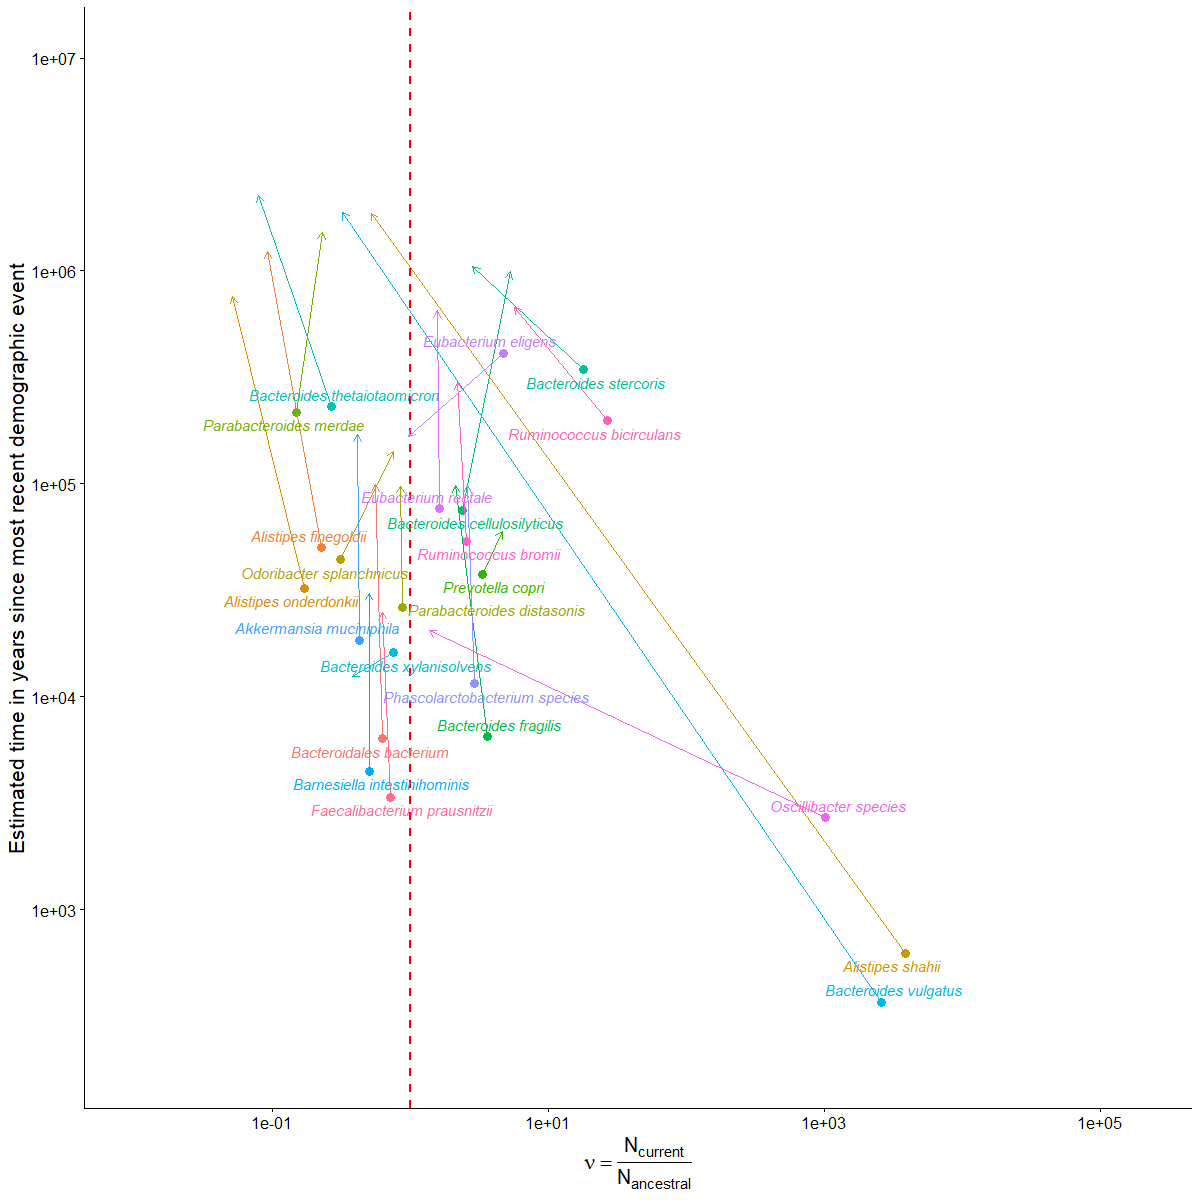 1e+07
1e+06
1e+05
1e+04
1e+03
Estimated time in years since most recent demographic event
Eubacterium eligens
Bacteroides stercoris
Bacteroides thetaiotaomicron
Parabacteroides merdae
Ruminococcus bicirculans
Eubacterium rectale
Bacteroides cellulosilyticus
Alistipes finegoldii
Ruminococcus bromii
Odoribacter splanchnicus
Prevotella copri
Alistipes onderdonkii
Parabacteroides distasonis
Akkermansia muciniphila
Bacteroides xylanisolvens
Phascolarctobacterium species
Bacteroides fragilis
Bacteroidales bacterium
Barnesiella intestinihominis
Oscillibacter species
Faecalibacterium prausnitzii
Alistipes shahii
Bacteroides vulgatus
1e-01 1e+01 1e+03 1e+05
ν = N current
N ancestral